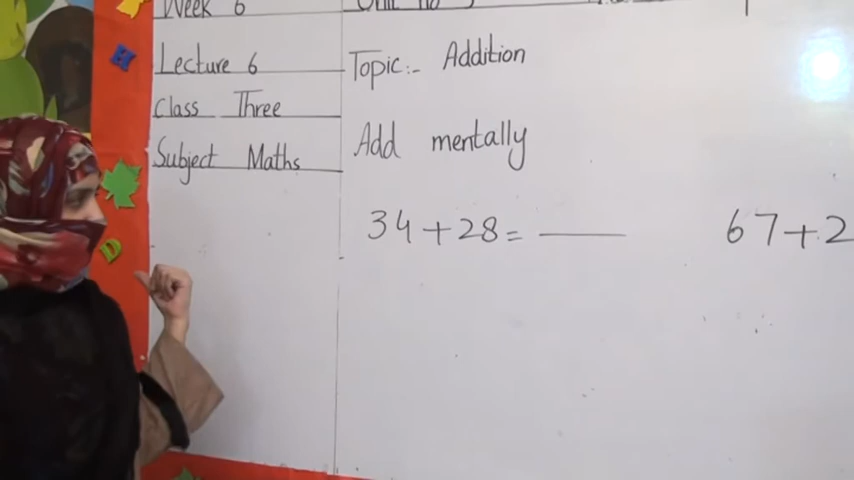 Week 6
Lecture 6
Class Three
Subject Maths
Topic:- Addition
Add mentally
34+28= ______ 67+2
H
D